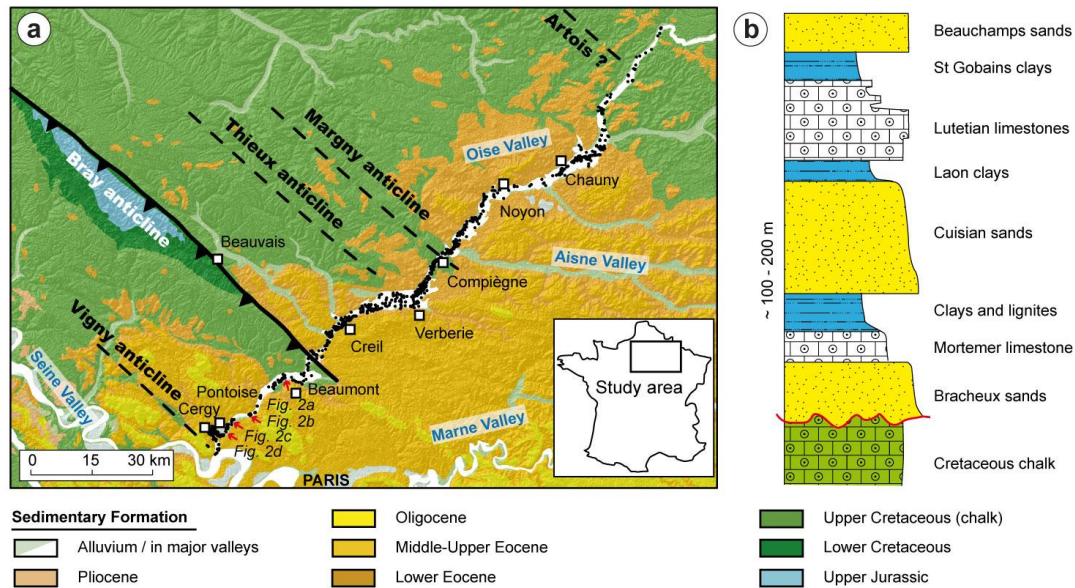 a
Artois ?
Margny anticline
Thieux anticline
Bray anticline
Vigny anticline
Oise Valley
Chauny
Noyon
Beauvais
Aisne Valley
Compiègne
Verberie
Creil
Seine Valley
Pontoise
Cergy
Beaumont
Fig. 2a
Fig. 2b
Fig. 2c
Fig. 2d
Marne Valley
PARIS
0 15 30 km
Study area
b
~ 100 - 200 m
Beauchamps sands
St Gobains clays
Lutetian limestones
Laon clays
Cuisian sands
Clays and lignites
Mortemer limestone
Bracheux sands
Cretaceous chalk
Sedimentary Formation
Alluvium / in major valleys
Pliocene
Oligocene
Middle-Upper Eocene
Lower Eocene
Upper Cretaceous (chalk)
Lower Cretaceous
Upper Jurassic